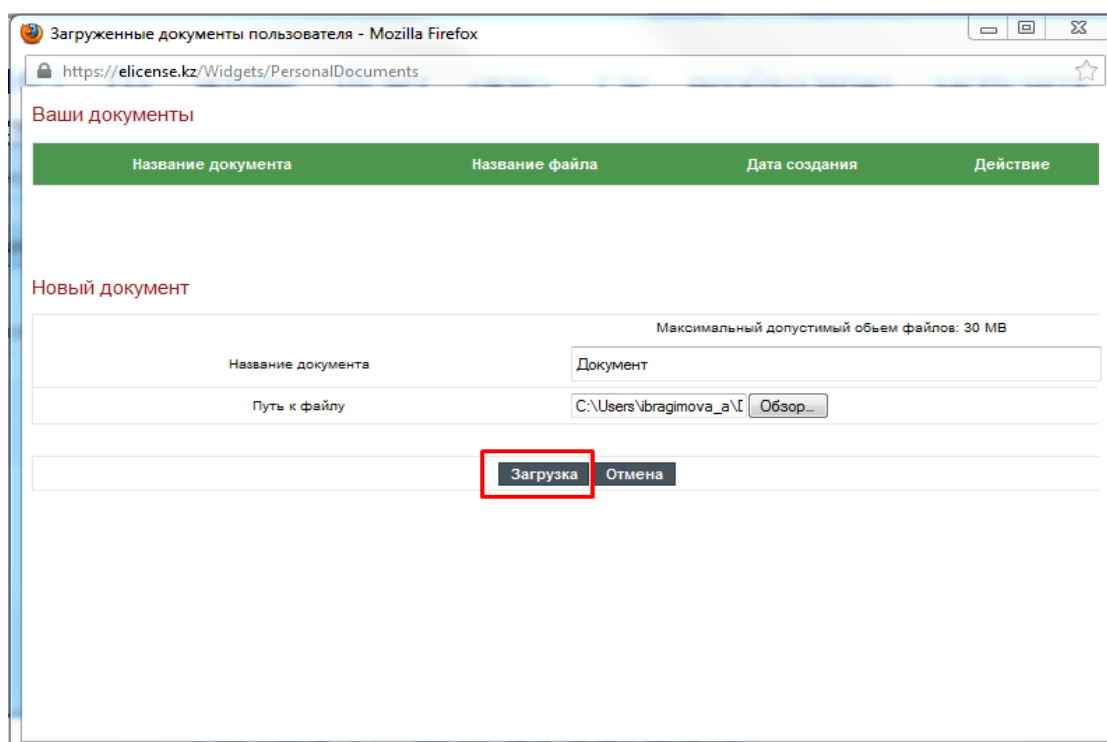 Загруженные документы пользователя - Mozilla Firefox
https://elicense.kz/Widgets/PersonalDocuments
Ваши документы
Название документа Название файла Дата создания Действие
Новый документ
Максимальный допустимый обьем файлов: 30 MB
Название документа Документ
Путь к файлу C:\Users\ibragimova_a\D Обзор...
Загрузка Отмена